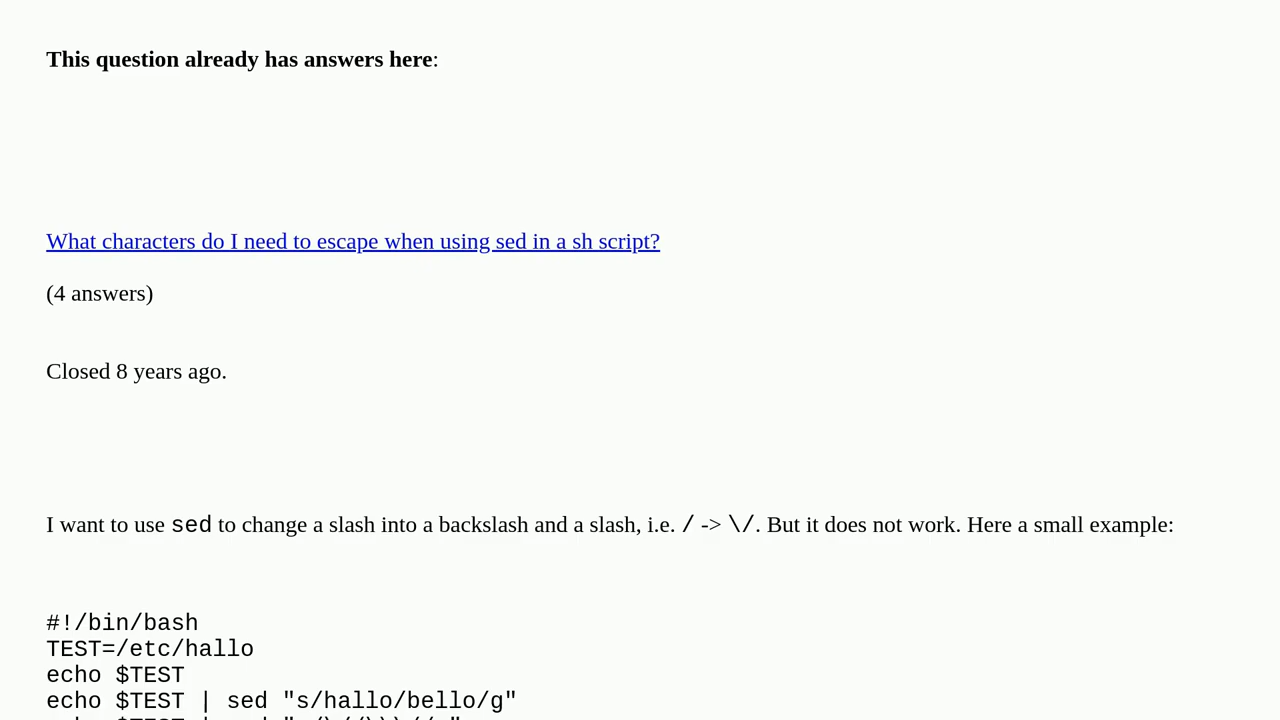 This question already has answers here:
What characters do I need to escape when using sed in a sh script?
(4 answers)
Closed 8 years ago.
I want to use sed to change a slash into a backslash and a slash, i.e. / -> \/. But it does not work. Here a small example:
#!/bin/bash
TEST=/etc/hallo
echo $TEST
echo $TEST | sed "s/hallo/bello/g"